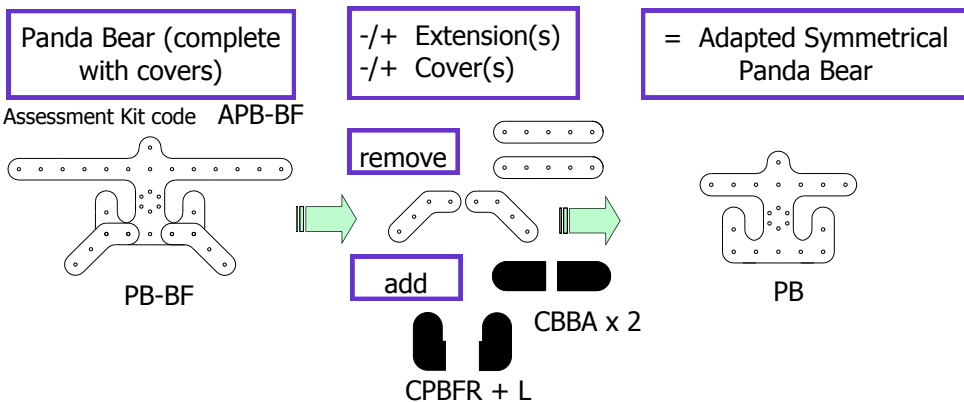 Panda Bear (complete
with covers)
-/+ Extension(s)
-/+ Cover(s)
= Adapted Symmetrical
Panda Bear
Assessment Kit code APB-BF
remove
add
PB-BF
CBBA x 2
PB
CPBFR + L